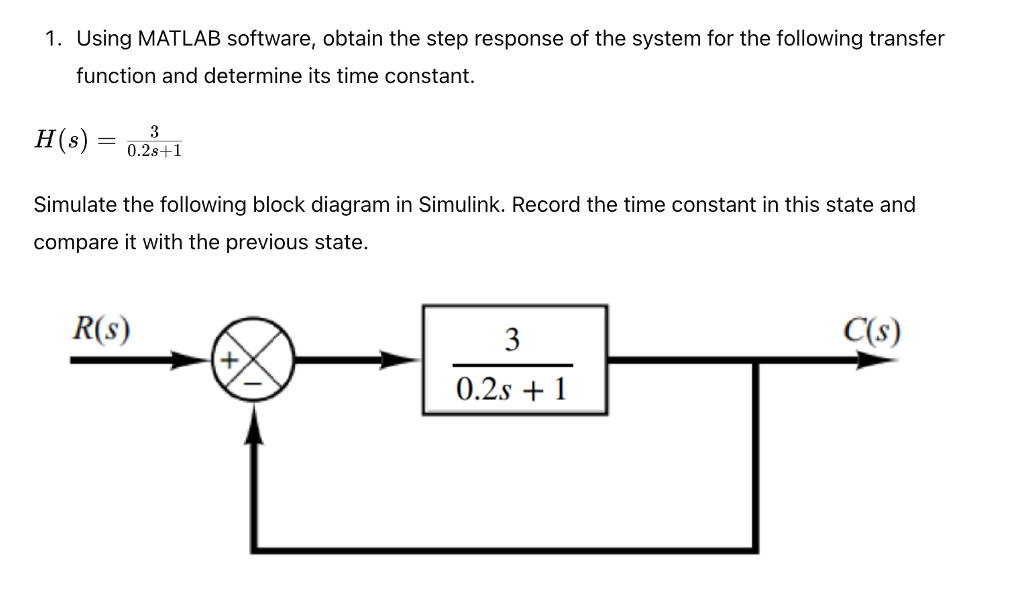 1. Using MATLAB software, obtain the step response of the system for the following transfer
function and determine its time constant.
H(s) = 3/(0.2s+1)
Simulate the following block diagram in Simulink. Record the time constant in this state and
compare it with the previous state.
R(s)
+
−
3
0.2s + 1
C(s)